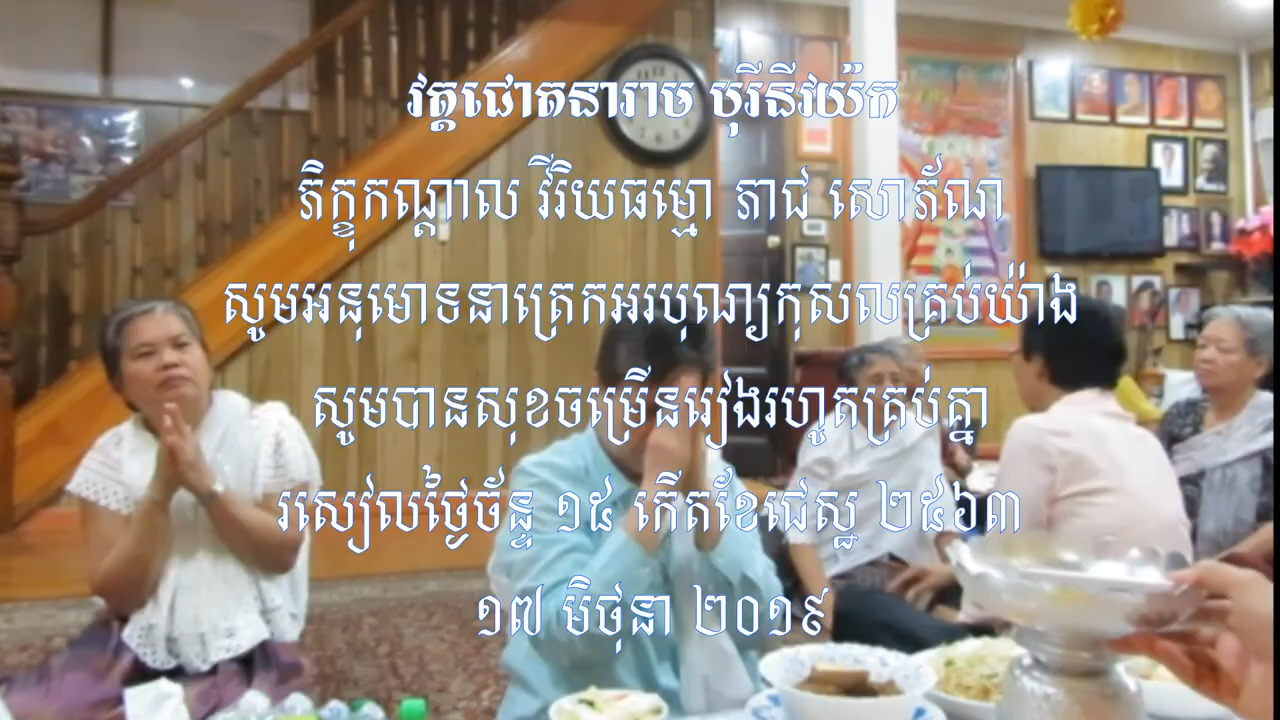 វត្តជោតនារាម បុរីនីវយ៉ក
ភិក្ខុកណ្តាល វីរិយធម្មោ ភាជ សោភ័ណ
សូមអនុមោទនាត្រេកអរបុណ្យកុសលគ្រប់យ៉ាង
សូមបានសុខចម្រើនរៀងរហូតគ្រប់គ្នា
រសៀលថ្ងៃច័ន្ទ ១៥ កើតខែជេស្ឋ ២៥៦៣
១៧ មិថុនា ២០១៩